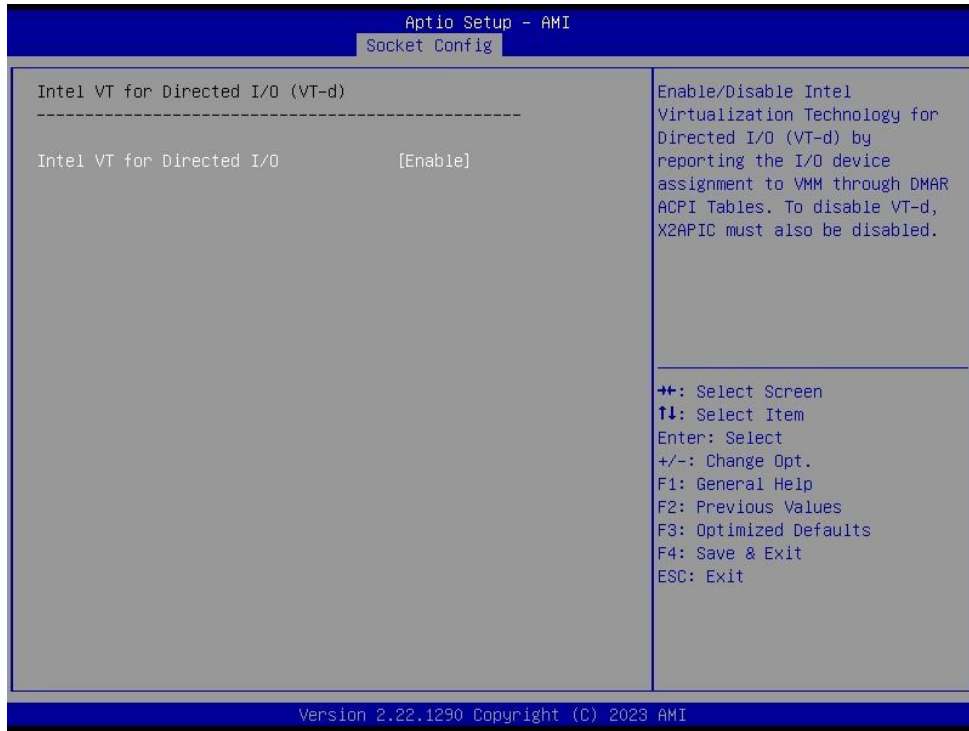 Aptio Setup - AMI
Socket Config
Intel VT for Directed I/O (VT-d)
--------------------------------------------------
Intel VT for Directed I/O [Enable]
Enable/Disable Intel
Virtualization Technology for
Directed I/O (VT-d) by
reporting the I/O device
assignment to VMM through DMAR
ACPI Tables. To disable VT-d,
X2APIC must also be disabled.
→←: Select Screen
↑↓: Select Item
Enter: Select
+/-: Change Opt.
F1: General Help
F2: Previous Values
F3: Optimized Defaults
F4: Save & Exit
ESC: Exit
Version 2.22.1290 Copyright (C) 2023 AMI